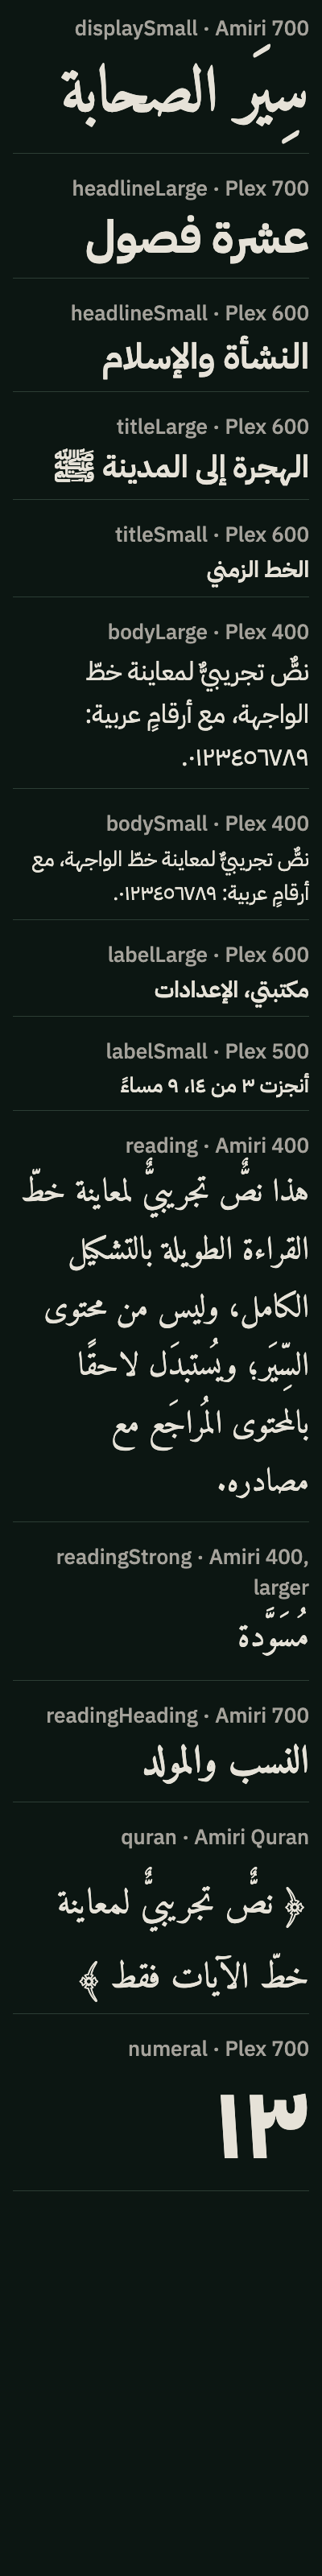 displaySmall · Amiri 700
سِيَر الصحابة
headlineLarge · Plex 700
عشرة فصول
headlineSmall · Plex 600
النشأة والإسلام
titleLarge · Plex 600
الهجرة إلى المدينة ﷺ
titleSmall · Plex 600
الخط الزمني
bodyLarge · Plex 400
نصٌّ تجريبيٌّ لمعاينة خطّ
الواجهة، مع أرقامٍ عربية:
٠١٢٣٤٥٦٧٨٩.
bodySmall · Plex 400
نصٌّ تجريبيٌّ لمعاينة خطّ الواجهة، مع
أرقامٍ عربية: ٠١٢٣٤٥٦٧٨٩.
labelLarge · Plex 600
مكتبتي، الإعدادات
labelSmall · Plex 500
أنجزت ٣ من ١٤، ٩ مساءً
reading · Amiri 400
هذا نصٌّ تجريبيٌّ لمعاينة خطّ
القراءة الطويلة بالتشكيل
الكامل، وليس من محتوى
السِّيَر؛ ويُستبدَل لاحقًا
بالمحتوى المُراجَع مع
مصادره.
readingStrong · Amiri 400,
larger
مُسَوَّدة
readingHeading · Amiri 700
النسب والمولد
quran · Amiri Quran
﴿ نصٌّ تجريبيٌّ لمعاينة
خطّ الآيات فقط ﴾
numeral · Plex 700
١٣